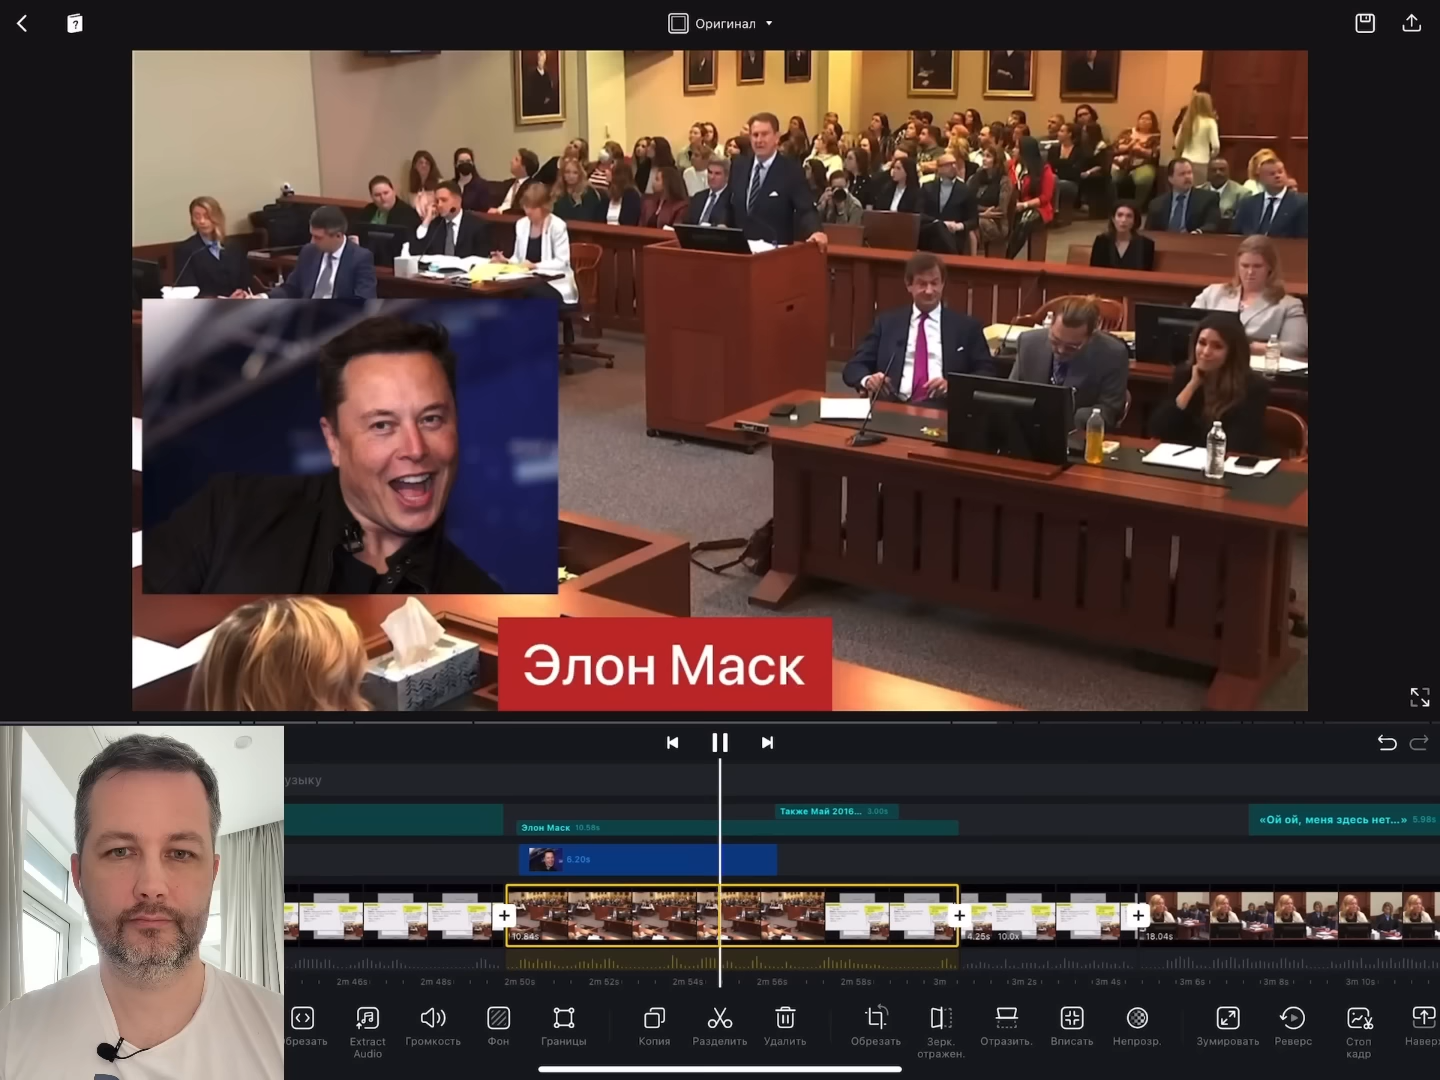 Оригинал
Элон Маск
узыку
Также Май 2016... 3.00s
Элон Маск 10.58s
«Ой ой, меня здесь нет...» 5.98s
6.20s
10.84s
4.25s 10.0x
18.04s
2m 46s 2m 48s 2m 50s 2m 52s 2m 54s 2m 56s 2m 58s 3m 3m 2s 3m 4s 3m 6s 3m 8s 3m 10s
брезать
Extract
Audio
Громкость
Фон
Границы
Копия
Разделить
Удалить
Обрезать
Зерк.
отражен.
Отразить.
Вписать
Непрозр.
Зумировать
Реверс
Стоп
кадр
Наверх